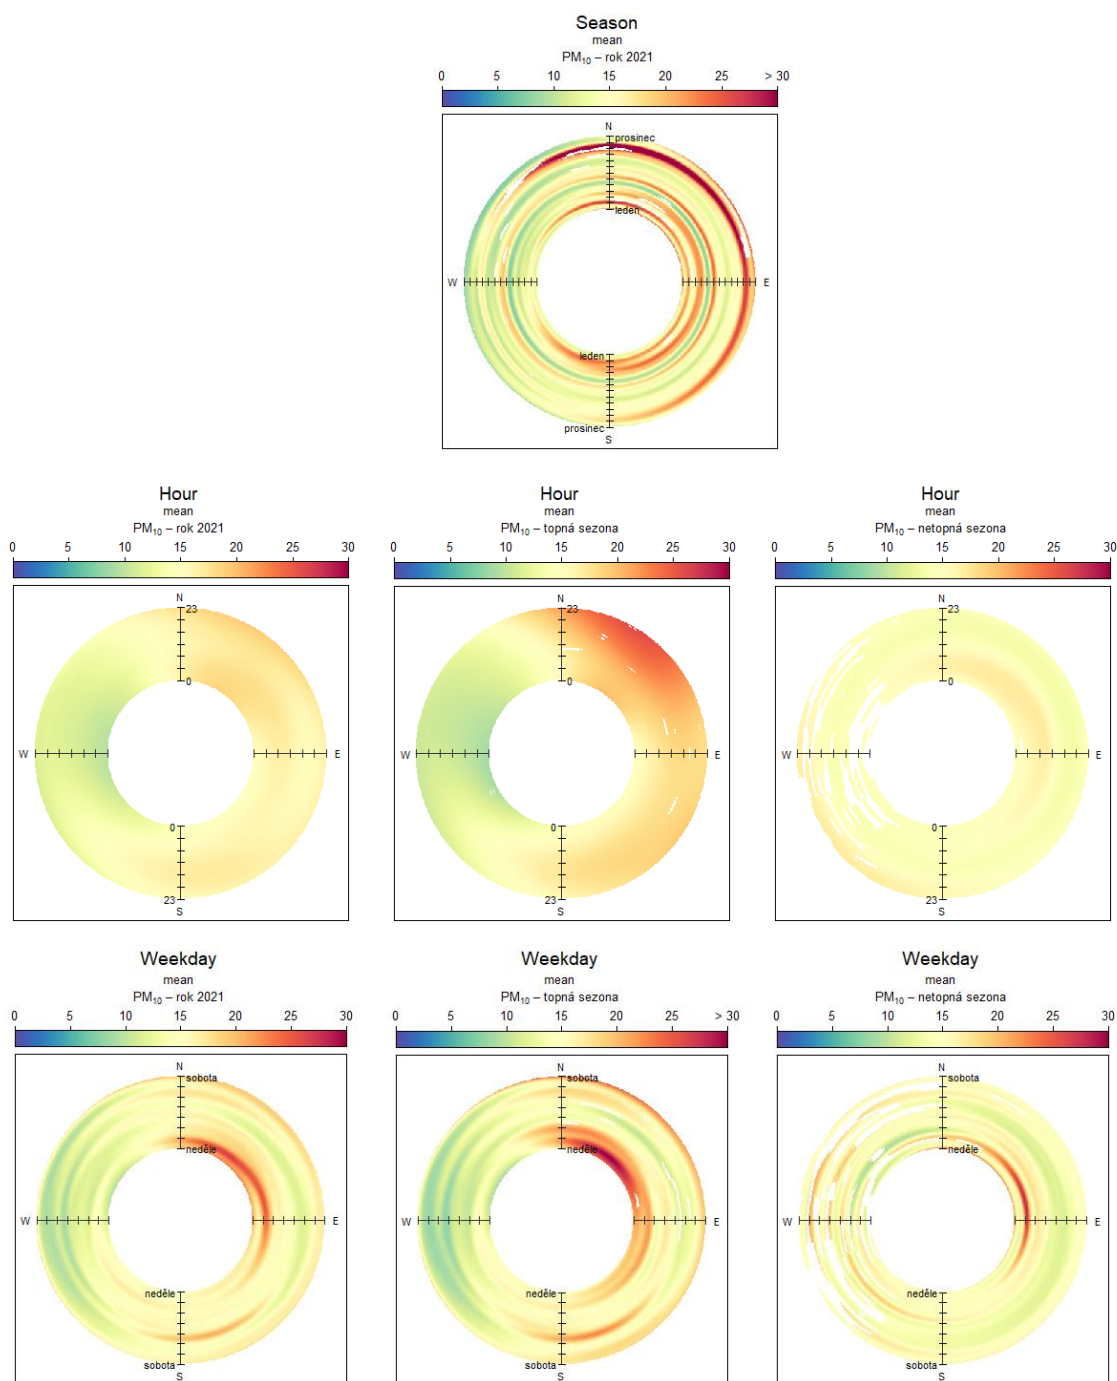 Season
mean
PM₁₀ – rok 2021
0 5 10 15 20 25 > 30
N
prosinec
leden
W E
leden
prosinec
S
Hour Hour Hour
mean mean mean
PM₁₀ – rok 2021 PM₁₀ – topná sezona PM₁₀ – netopná sezona
0 5 10 15 20 25 30 0 5 10 15 20 25 30 0 5 10 15 20 25 30
N N N
23 23 23
0 0 0
W E W E W E
0 0 0
23 23 23
S S S
Weekday Weekday Weekday
mean mean mean
PM₁₀ – rok 2021 PM₁₀ – topná sezona PM₁₀ – netopná sezona
0 5 10 15 20 25 30 0 5 10 15 20 25 > 30 0 5 10 15 20 25 30
N N N
sobota sobota sobota
neděle neděle neděle
W E W E W E
neděle neděle neděle
sobota sobota sobota
S S S